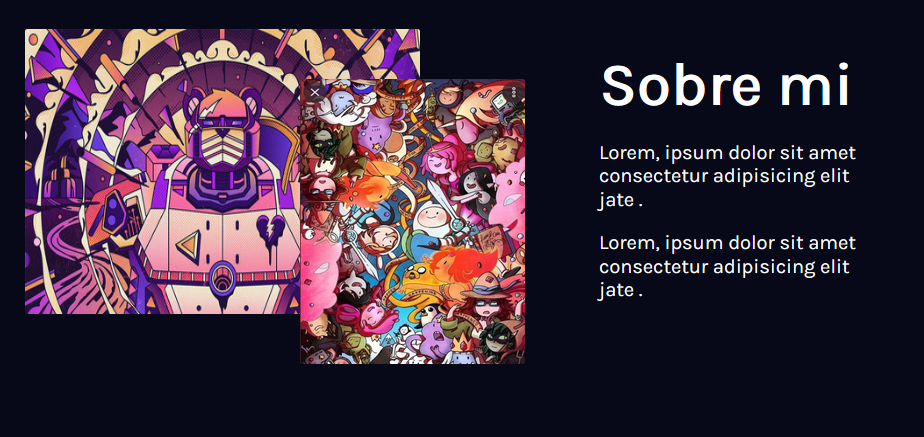 Sobre mi
Lorem, ipsum dolor sit amet
consectetur adipisicing elit
jate .
Lorem, ipsum dolor sit amet
consectetur adipisicing elit
jate .